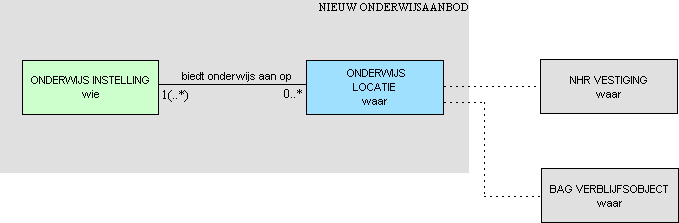 NIEUW ONDERWIJSAANBOD
ONDERWIJS INSTELLING
wie
biedt onderwijs aan op
1(..*)
0..*
ONDERWIJS
LOCATIE
waar
NHR VESTIGING
waar
BAG VERBLIJFSOBJECT
waar